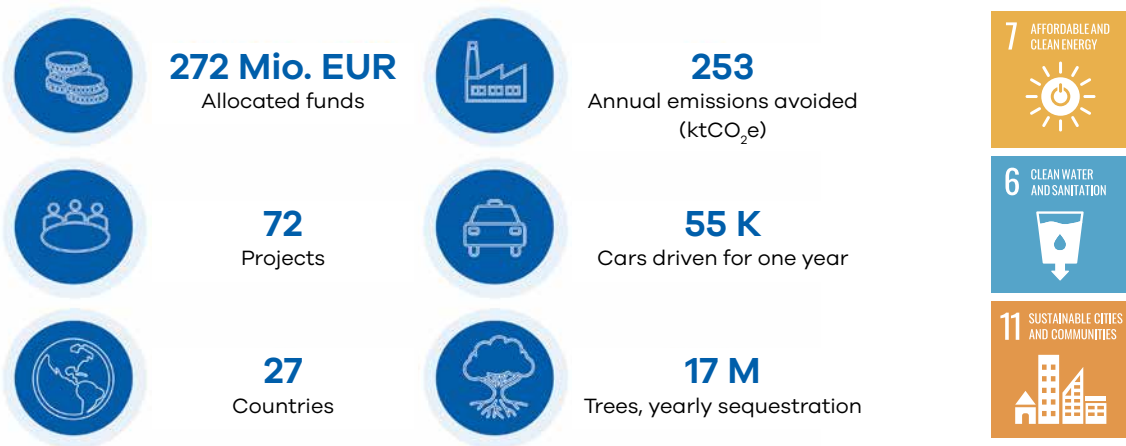 272 Mio. EUR
Allocated funds
253
Annual emissions avoided
(ktCO₂e)
72
Projects
55 K
Cars driven for one year
27
Countries
17 M
Trees, yearly sequestration
7 AFFORDABLE AND
CLEAN ENERGY
6 CLEAN WATER
AND SANITATION
11 SUSTAINABLE CITIES
AND COMMUNITIES